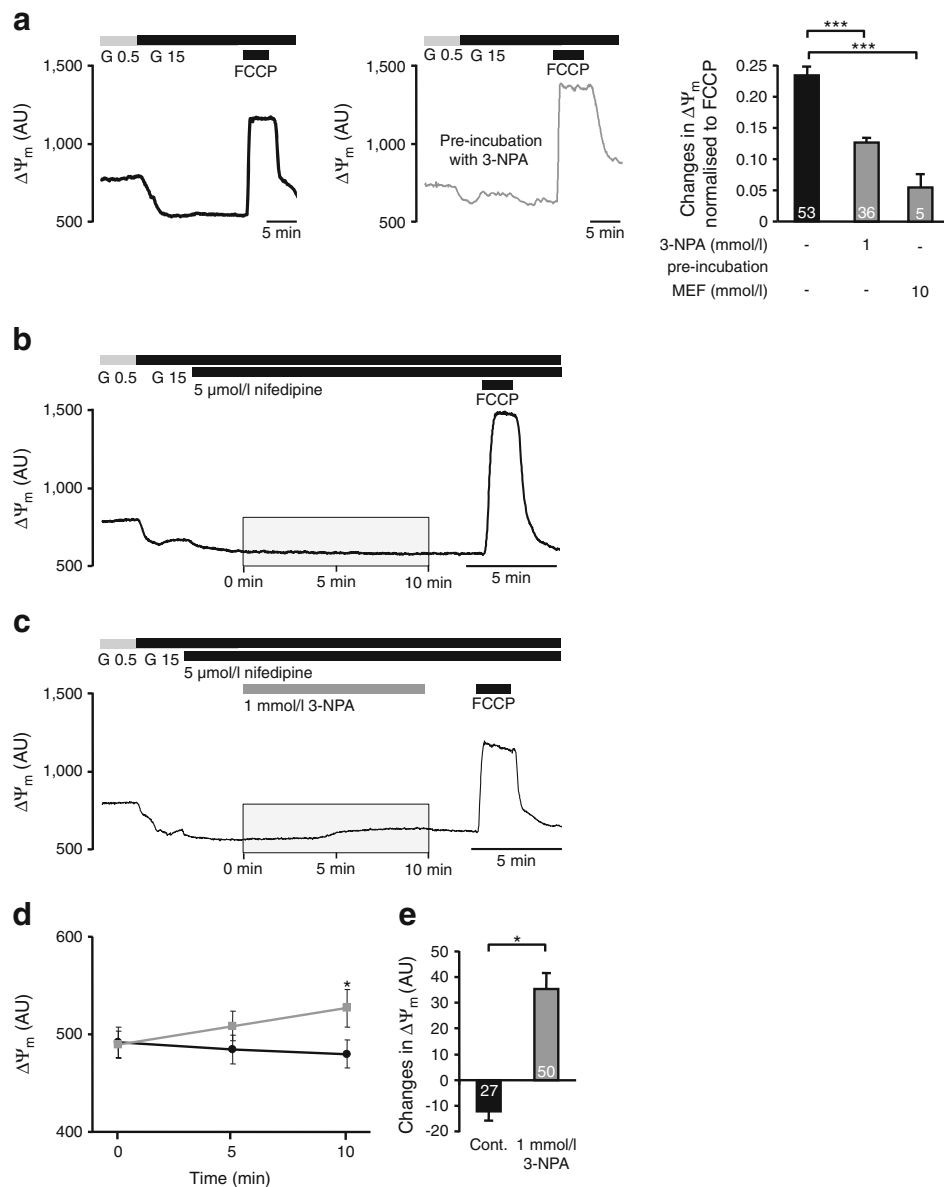 a
G 0.5 G 15
FCCP
1,500
1,000
500
ΔΨm (AU)
5 min
G 0.5 G 15
FCCP
1,500
1,000
500
ΔΨm (AU)
Pre-incubation
with 3-NPA
5 min
***
***
Changes in ΔΨm
normalised to FCCP
0.25
0.20
0.15
0.10
0.05
0
53 36 5
3-NPA (mmol/l) - 1 -
pre-incubation
MEF (mmol/l) - - 10
b
G 0.5 G 15
5 µmol/l nifedipine
FCCP
1,500
1,000
500
ΔΨm (AU)
0 min 5 min 10 min
5 min
c
G 0.5 G 15
5 µmol/l nifedipine
1 mmol/l 3-NPA
FCCP
1,500
1,000
500
ΔΨm (AU)
0 min 5 min 10 min
5 min
d
600
500
400
ΔΨm (AU)
*
0 5 10
Time (min)
e
*
Changes in ΔΨm (AU)
50
40
30
20
10
0
-10
-20
27
50
Cont. 1 mmol/l
3-NPA